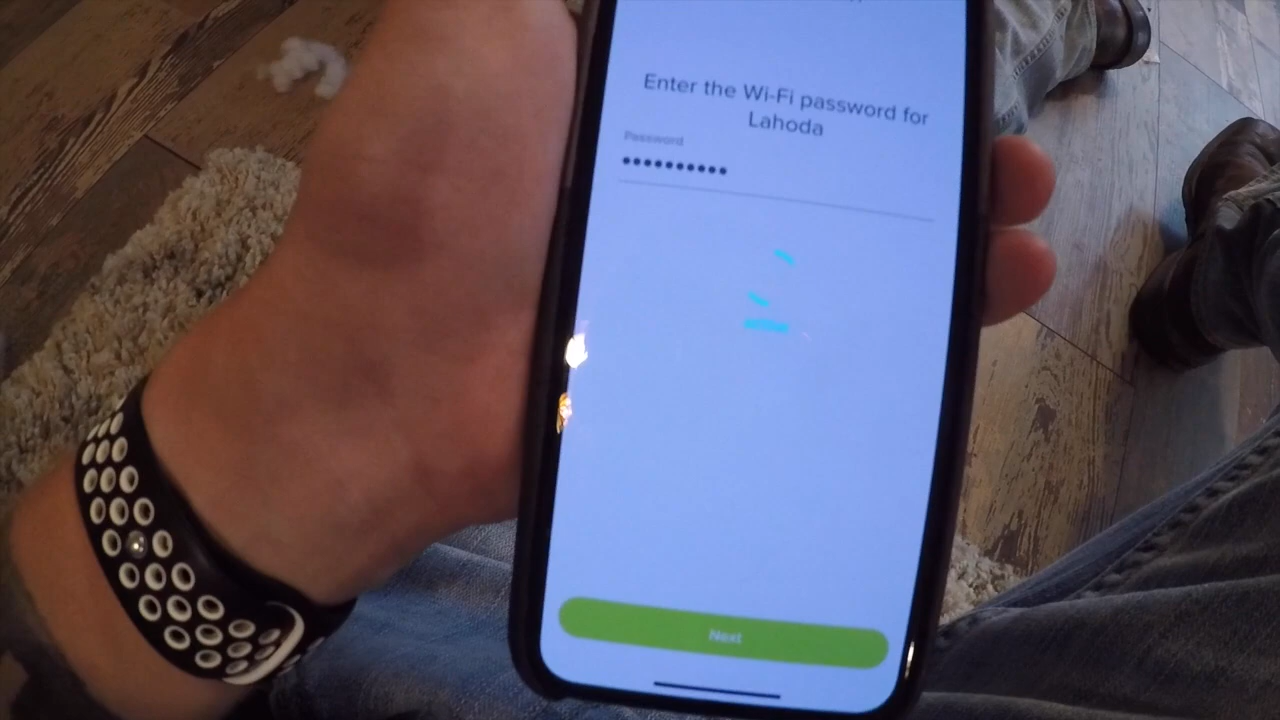 Enter the Wi-Fi password for
Lahoda
Password
••••••••••
Next